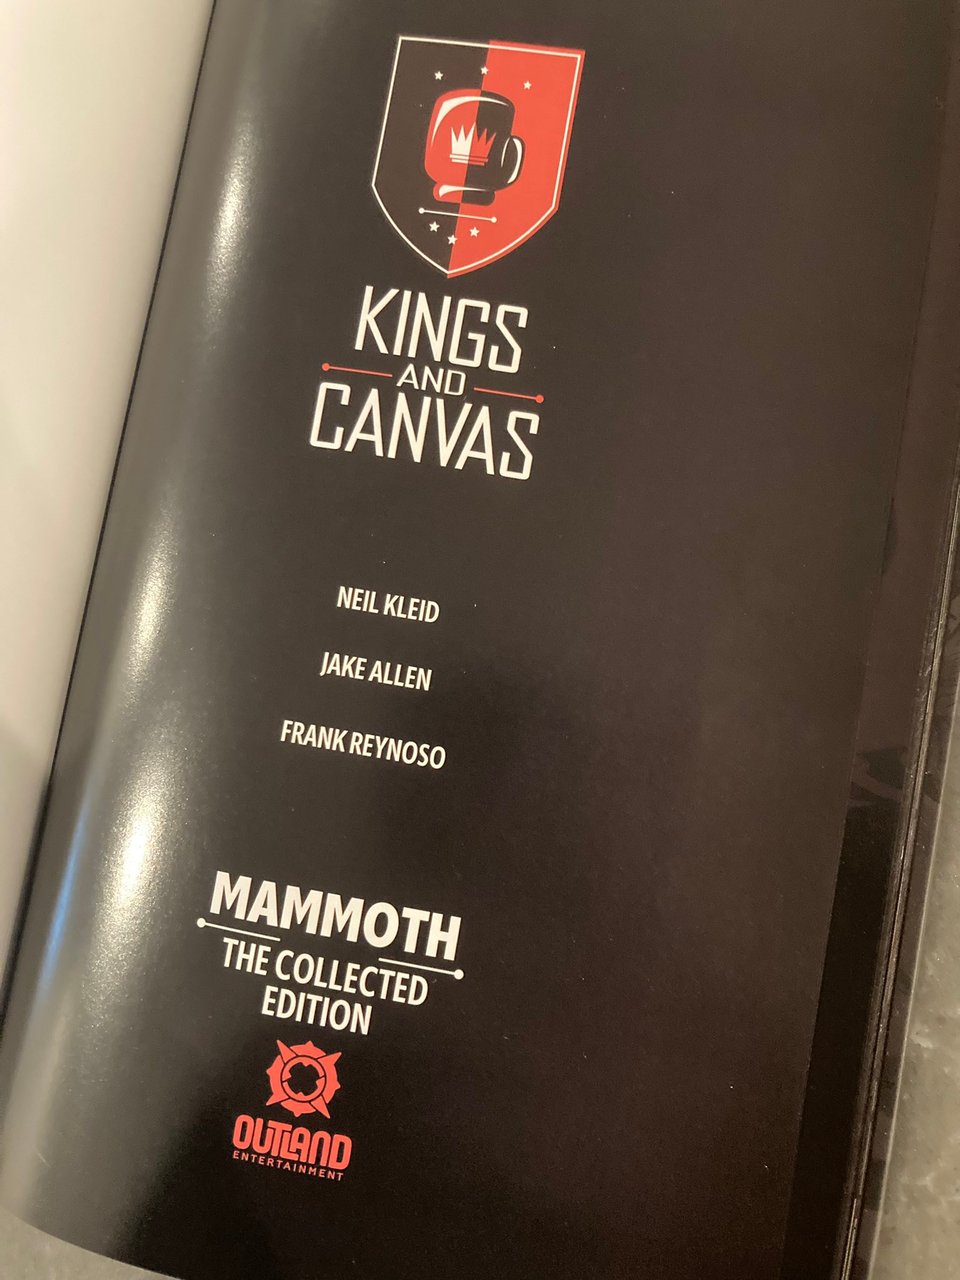 KINGS
AND
CANVAS
NEIL KLEID
JAKE ALLEN
FRANK REYNOSO
MAMMOTH
THE COLLECTED
EDITION
OUTLAND
ENTERTAINMENT